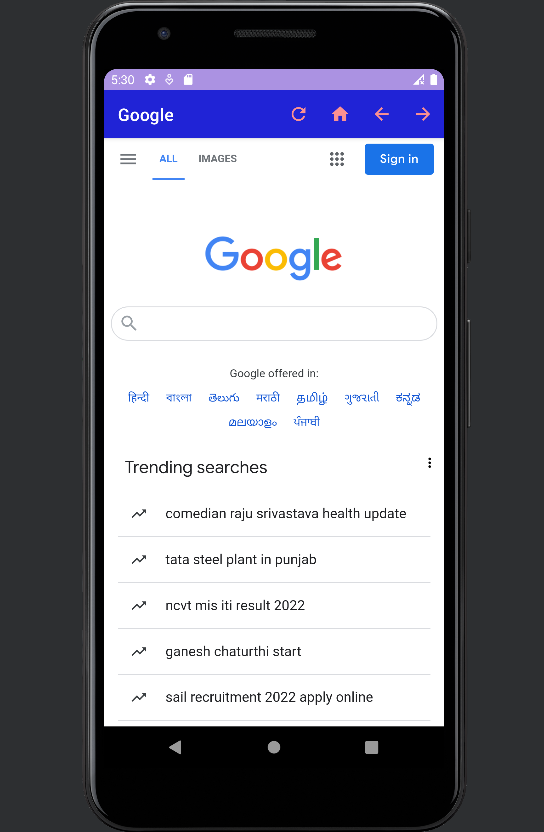 5:30
Google
ALL IMAGES Sign in
Google
Google offered in:
हिन्दी বাংলা తెలుగు मराठी தமிழ் ગુજરાતી ಕನ್ನಡ
മലയാളം ਪੰਜਾਬੀ
Trending searches
comedian raju srivastava health update
tata steel plant in punjab
ncvt mis iti result 2022
ganesh chaturthi start
sail recruitment 2022 apply online